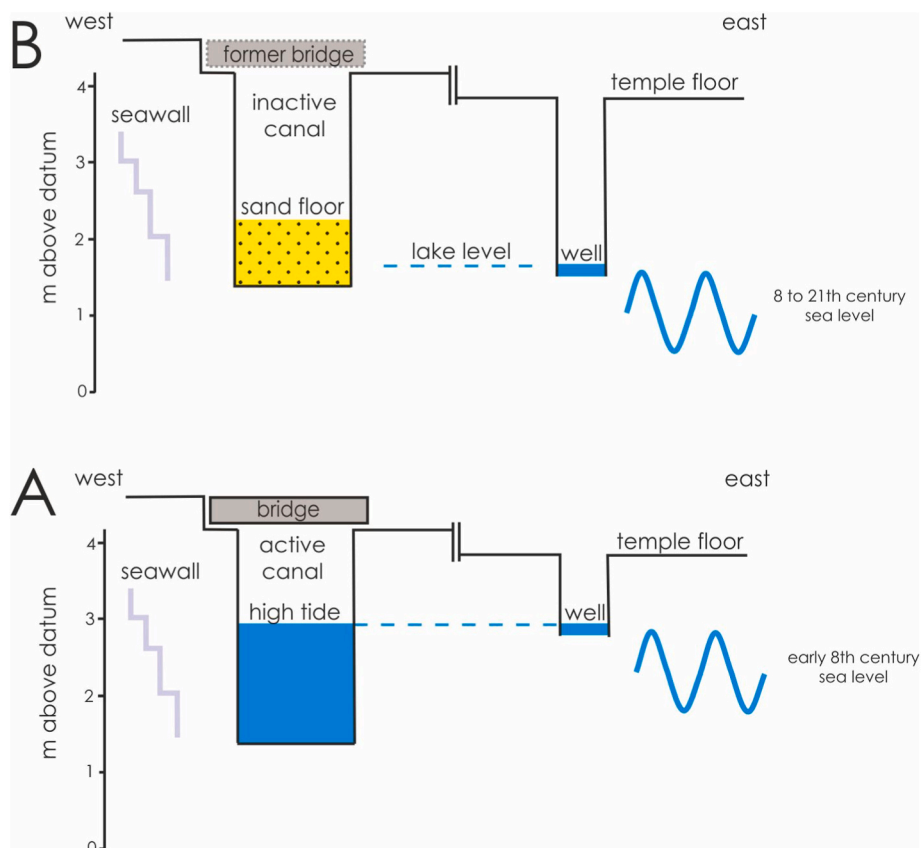 B
west
east
former bridge
inactive
canal
temple floor
seawall
sand floor
lake level
well
8 to 21th century
sea level
m above datum
4
3
2
1
0
A
west
east
bridge
active
canal
temple floor
seawall
high tide
well
early 8th century
sea level
m above datum
4
3
2
1
0